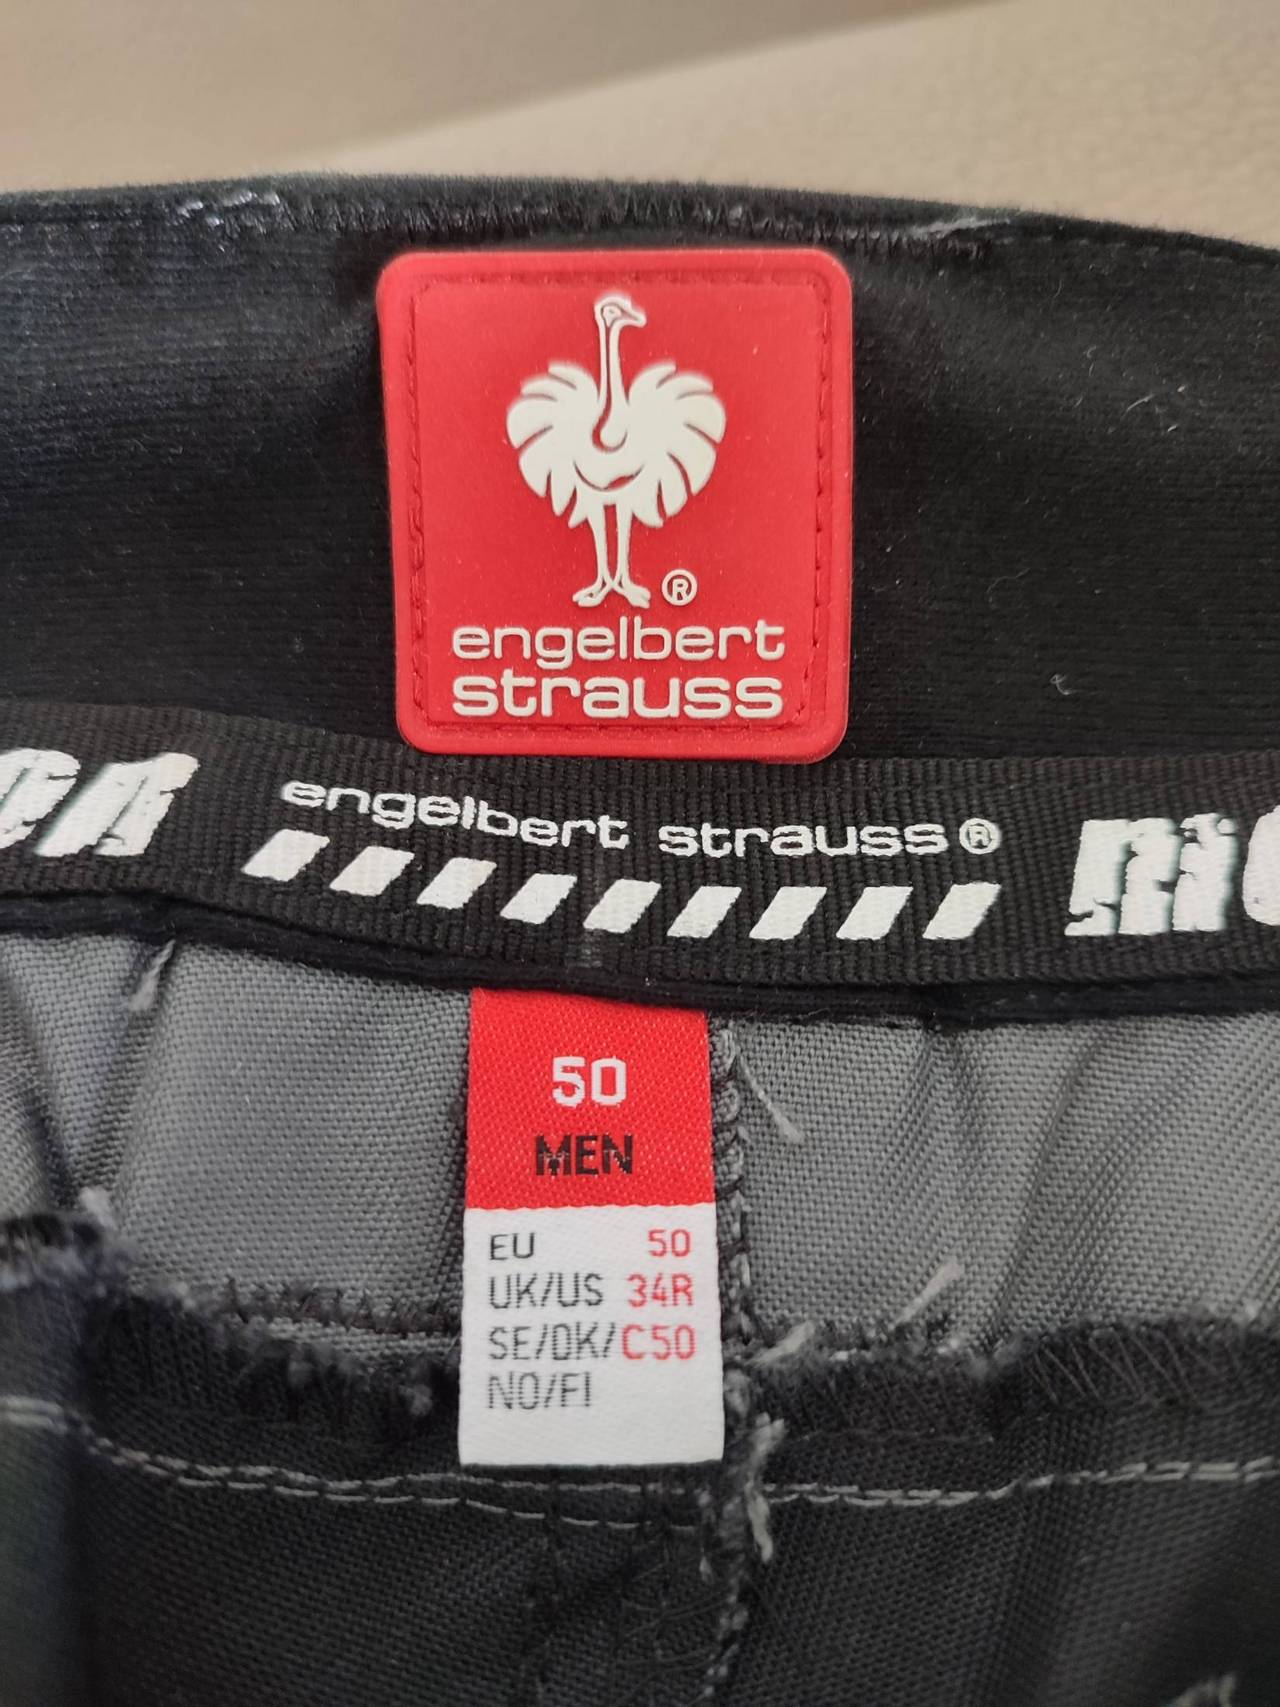 ®
engelbert
strauss
engelbert strauss®
50
MEN
EU 50
UK/US 34R
SE/DK/ C50
NO/FI